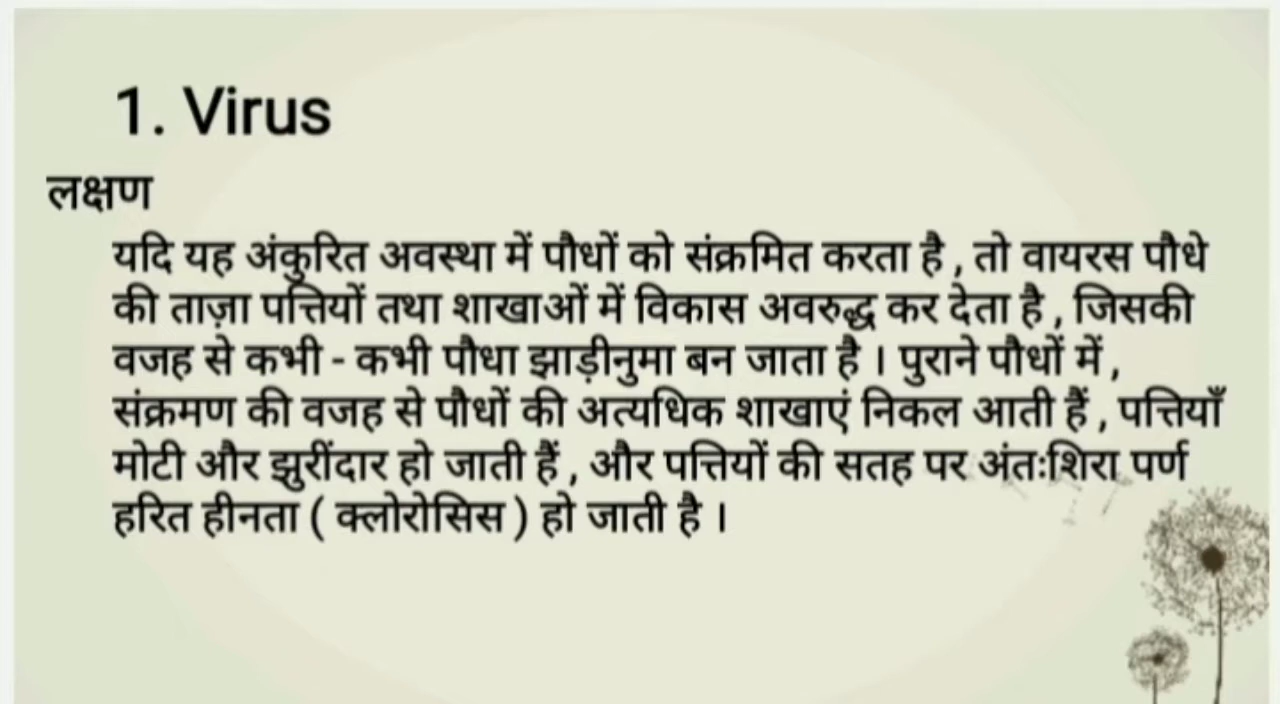 1. Virus
लक्षण
यदि यह अंकुरित अवस्था में पौधों को संक्रमित करता है , तो वायरस पौधे
की ताज़ा पत्तियों तथा शाखाओं में विकास अवरुद्ध कर देता है , जिसकी
वजह से कभी - कभी पौधा झाड़ीनुमा बन जाता है । पुराने पौधों में ,
संक्रमण की वजह से पौधों की अत्यधिक शाखाएं निकल आती हैं , पत्तियाँ
मोटी और झुरींदार हो जाती हैं , और पत्तियों की सतह पर अंतःशिरा पर्ण
हरित हीनता ( क्लोरोसिस ) हो जाती है ।